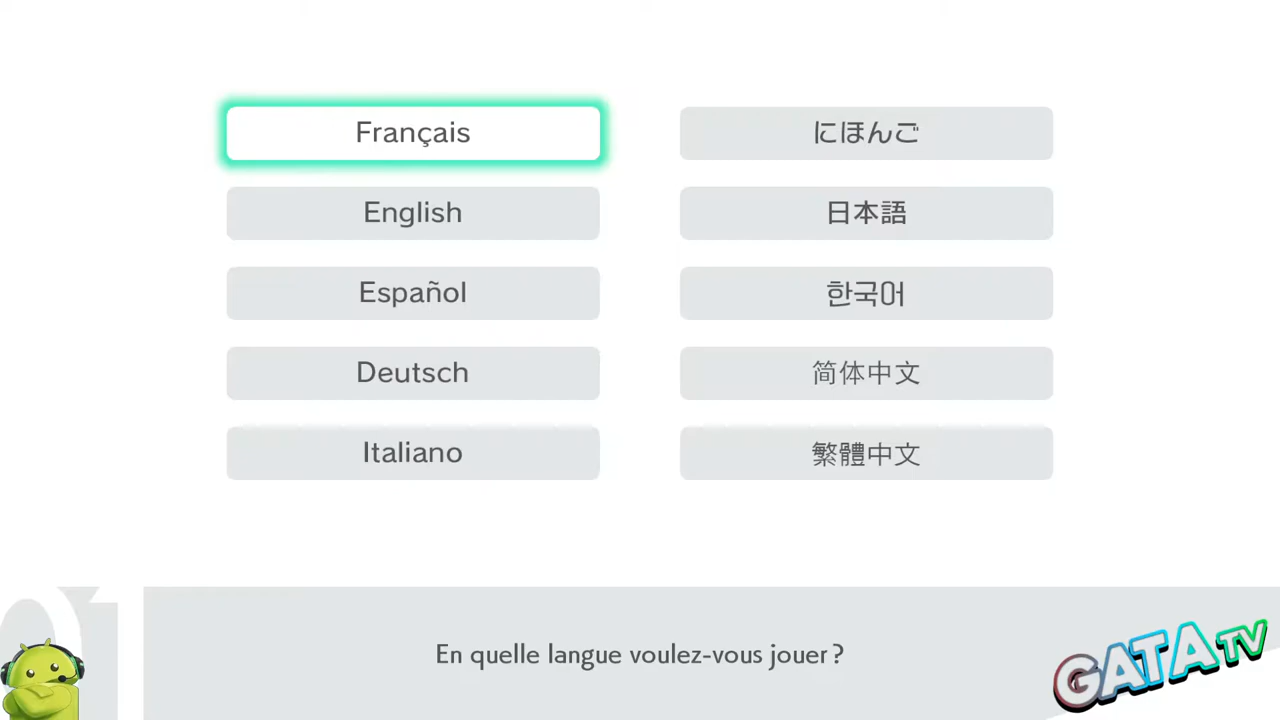 Français
English
Español
Deutsch
Italiano
にほんご
日本語
한국어
简体中文
繁體中文
01
En quelle langue voulez-vous jouer ?
GATA TV